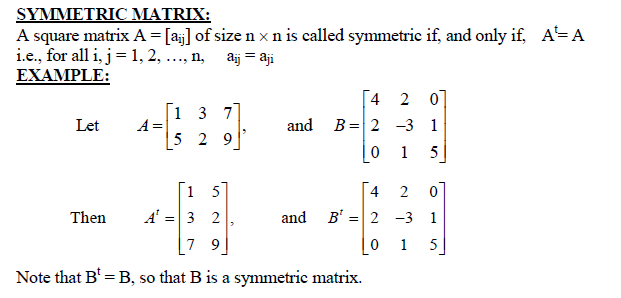 SYMMETRIC MATRIX:
A square matrix A = [aᵢⱼ] of size n × n is called symmetric if, and only if, Aᵗ= A
i.e., for all i, j = 1, 2, …, n, aᵢⱼ = aⱼᵢ
EXAMPLE:
Let A = [1 3 7; 5 2 9], and B = [4 2 0; 2 −3 1; 0 1 5]
Then Aᵗ = [1 5; 3 2; 7 9], and Bᵗ = [4 2 0; 2 −3 1; 0 1 5]
Note that Bᵗ = B, so that B is a symmetric matrix.